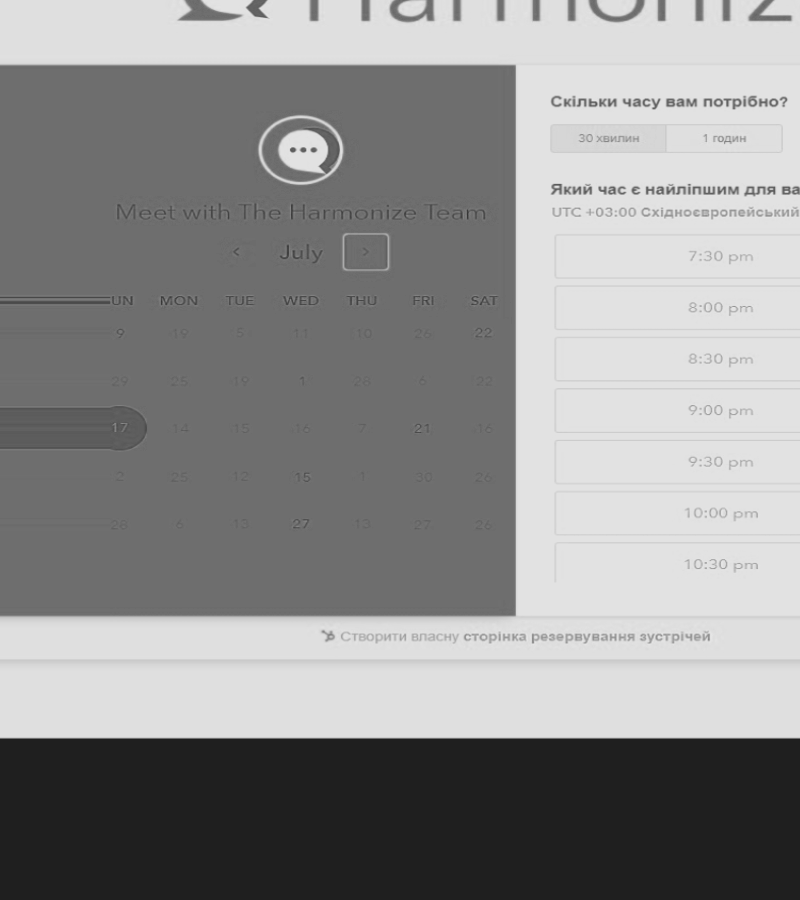 Harmoniz
Meet with The Harmonize Team
July
UN MON TUE WED THU FRI SAT
9 19 5 11 10 26 22
29 25 19 1 28 6 22
17 14 15 16 7 21 16
2 25 12 15 1 30 26
28 6 13 27 13 27 26
Скільки часу вам потрібно?
30 хвилин 1 годин
Який час є найліпшим для ва
UTC +03:00 Східноєвропейський
7:30 pm
8:00 pm
8:30 pm
9:00 pm
9:30 pm
10:00 pm
10:30 pm
Створити власну сторінка резервування зустрічей